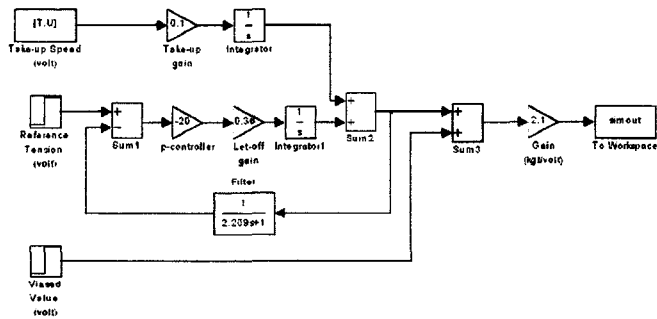 [T,U]
Take-up Speed
(volt)
0.1
Take-up
gain
1
s
Integrator
Reference
Tension
(volt)
+
−
Sum1
-20
p-controller
0.36
Let-off
gain
1
s
Integrator1
+
+
Sum2
+
+
Sum3
2.1
Gain
(kgf/volt)
simout
To Workspace
Filter
1
2.209s+1
Viased
Value
(volt)